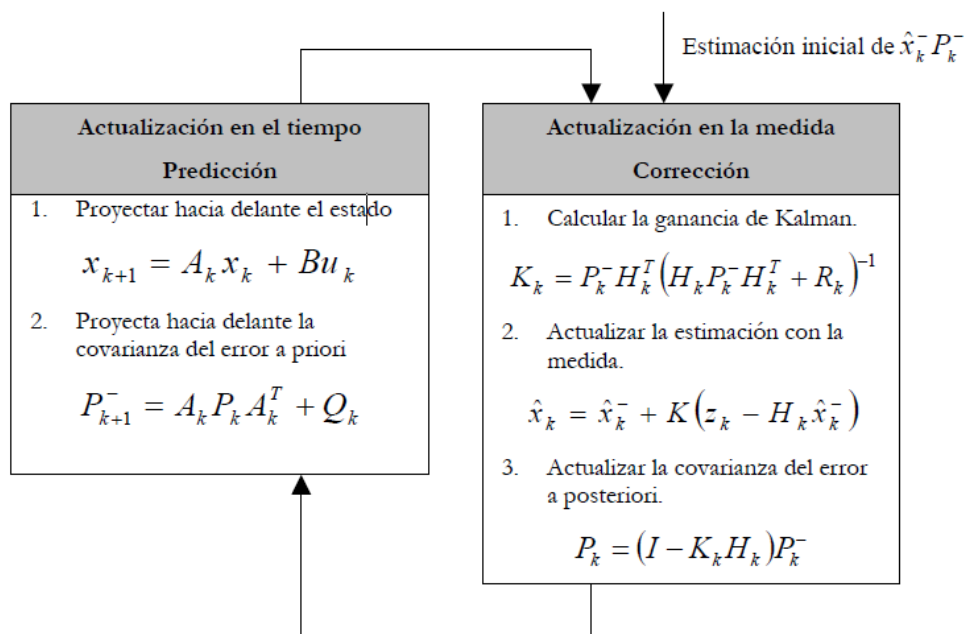 Estimación inicial de x̂ₖ⁻ Pₖ⁻
Actualización en el tiempo
Predicción
1. Proyectar hacia delante el estado
xₖ₊₁ = Aₖxₖ + Buₖ
2. Proyecta hacia delante la
covarianza del error a priori
Pₖ₊₁⁻ = AₖPₖAₖᵀ + Qₖ
Actualización en la medida
Corrección
1. Calcular la ganancia de Kalman.
Kₖ = Pₖ⁻Hₖᵀ(HₖPₖ⁻Hₖᵀ + Rₖ)⁻¹
2. Actualizar la estimación con la
medida.
x̂ₖ = x̂ₖ⁻ + K(zₖ − Hₖx̂ₖ⁻)
3. Actualizar la covarianza del error
a posteriori.
Pₖ = (I − KₖHₖ)Pₖ⁻